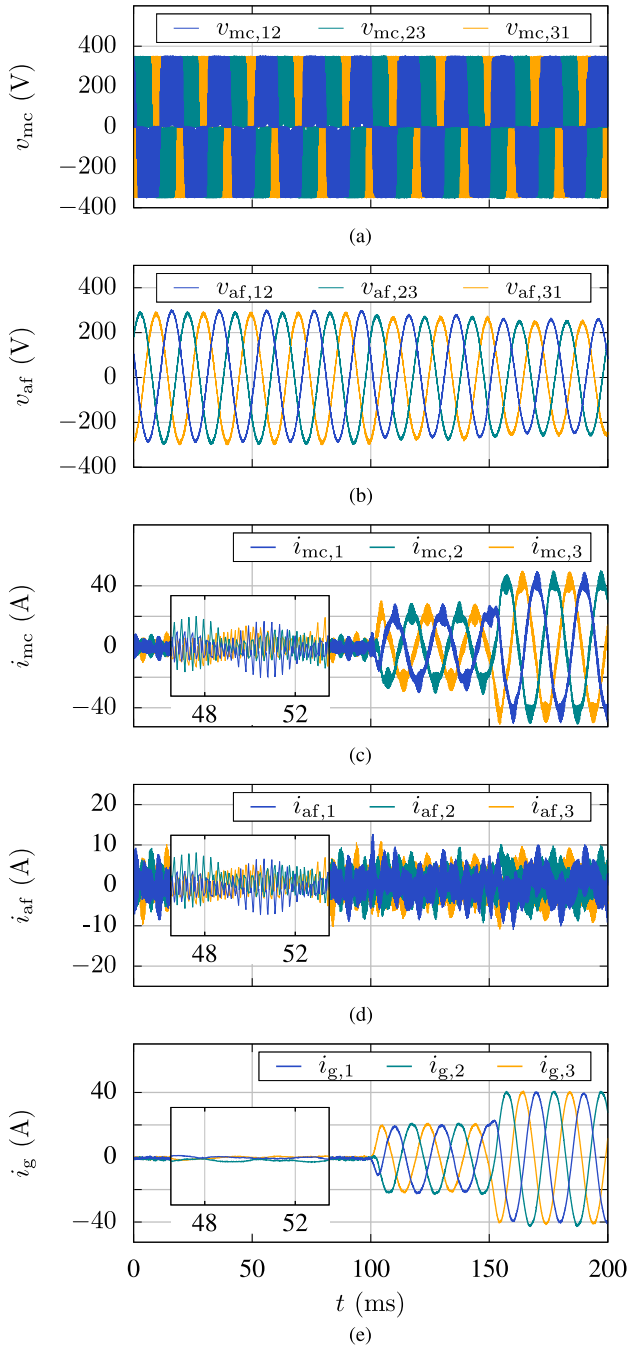 v_mc,12 v_mc,23 v_mc,31
400
200
0
−200
−400
v_mc (V)
(a)
v_af,12 v_af,23 v_af,31
400
200
0
−200
−400
v_af (V)
(b)
i_mc,1 i_mc,2 i_mc,3
40
0
−40
i_mc (A)
48 52
(c)
i_af,1 i_af,2 i_af,3
20
10
0
-10
−20
i_af (A)
48 52
(d)
i_g,1 i_g,2 i_g,3
40
0
−40
i_g (A)
48 52
0 50 100 150 200
t (ms)
(e)